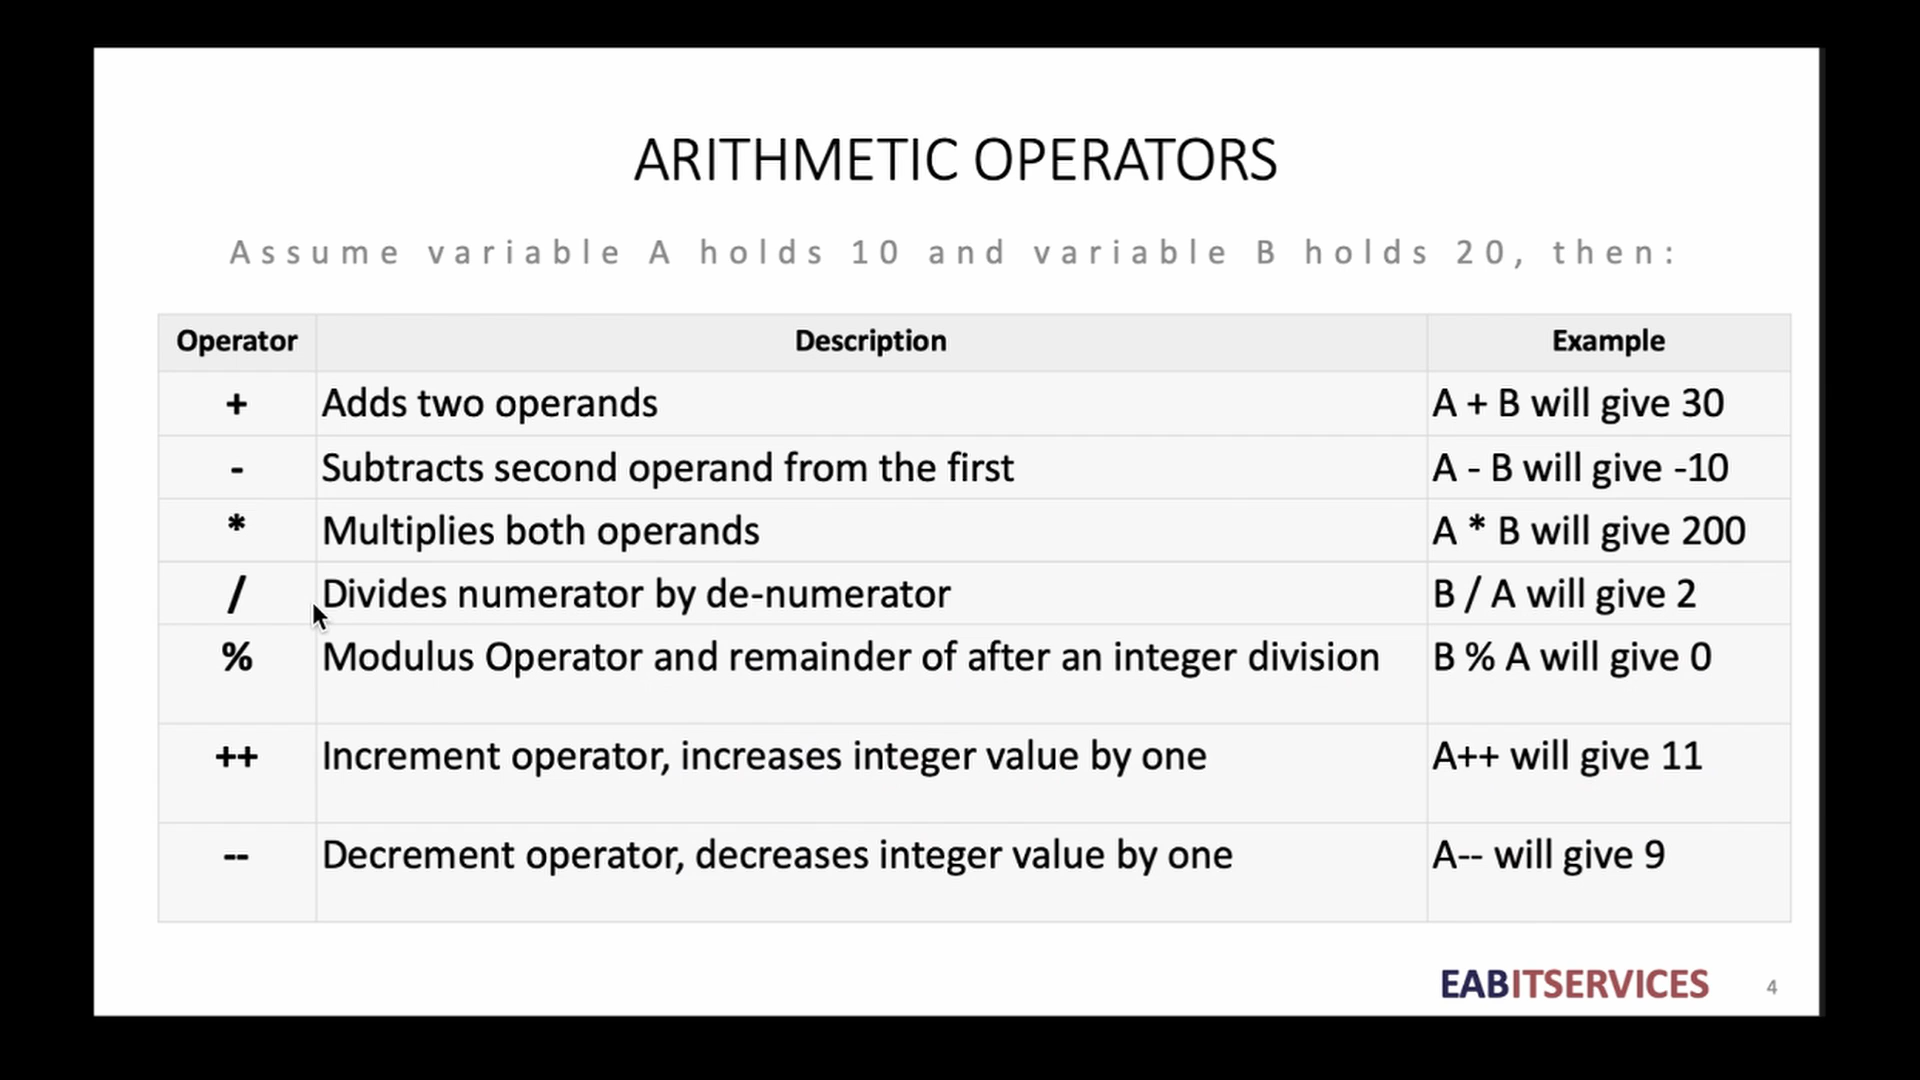 ARITHMETIC OPERATORS
Assume variable A holds 10 and variable B holds 20, then:
Operator Description Example
+ Adds two operands A + B will give 30
- Subtracts second operand from the first A - B will give -10
* Multiplies both operands A * B will give 200
/ Divides numerator by de-numerator B / A will give 2
% Modulus Operator and remainder of after an integer division B % A will give 0
++ Increment operator, increases integer value by one A++ will give 11
-- Decrement operator, decreases integer value by one A-- will give 9
EABITSERVICES 4